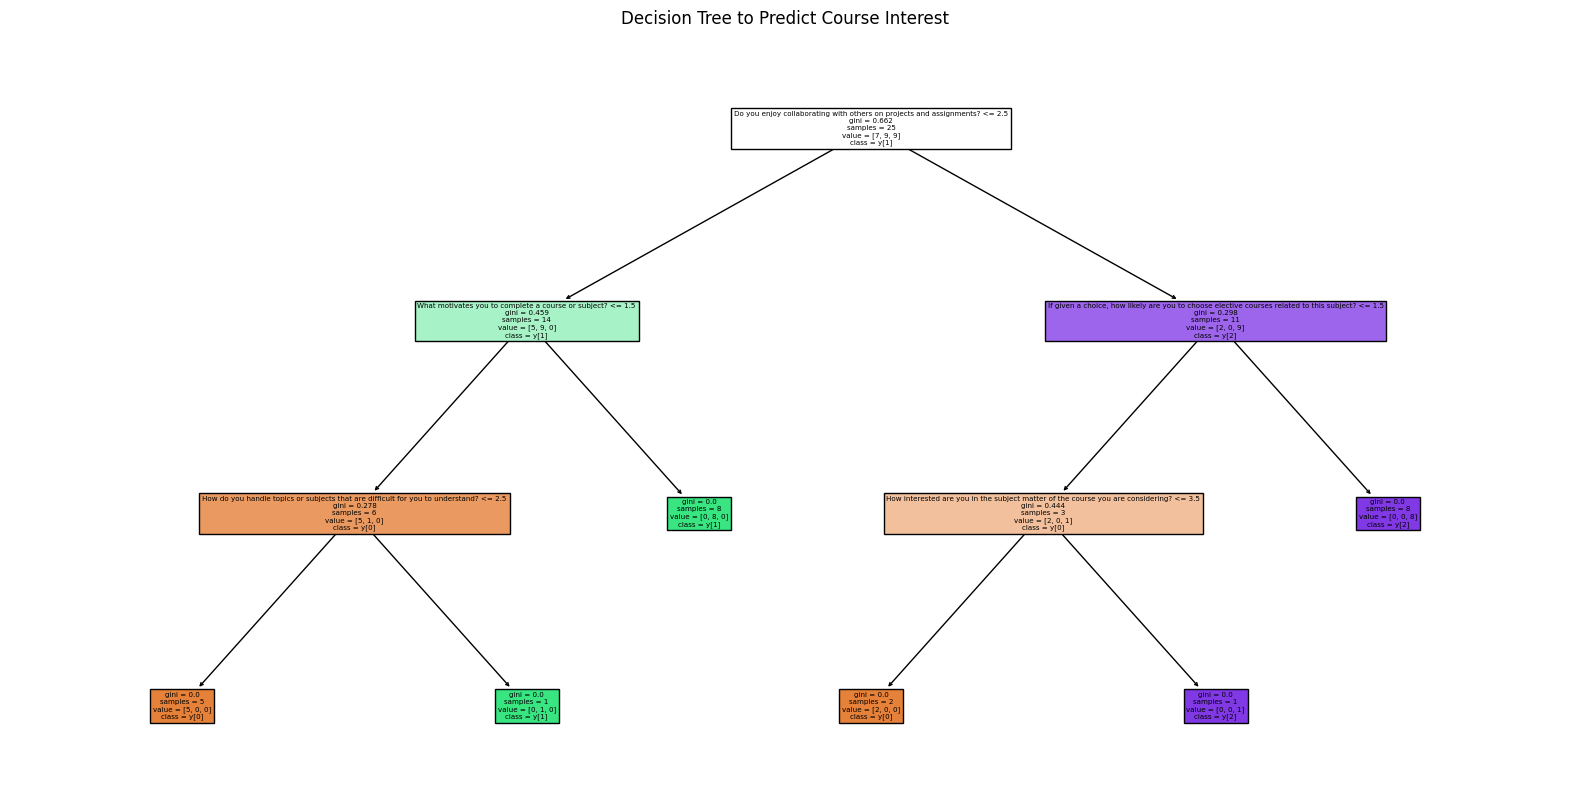 Decision Tree to Predict Course Interest
Do you enjoy collaborating with others on projects and assignments? <= 2.5
gini = 0.662
samples = 25
value = [7, 9, 9]
class = y[1]
What motivates you to complete a course or subject? <= 1.5
gini = 0.459
samples = 14
value = [5, 9, 0]
class = y[1]
If given a choice, how likely are you to choose elective courses related to this subject? <= 1.5
gini = 0.298
samples = 11
value = [2, 0, 9]
class = y[2]
How do you handle topics or subjects that are difficult for you to understand? <= 2.5
gini = 0.278
samples = 6
value = [5, 1, 0]
class = y[0]
gini = 0.0
samples = 8
value = [0, 8, 0]
class = y[1]
How interested are you in the subject matter of the course you are considering? <= 3.5
gini = 0.444
samples = 3
value = [2, 0, 1]
class = y[0]
gini = 0.0
samples = 8
value = [0, 0, 8]
class = y[2]
gini = 0.0
samples = 5
value = [5, 0, 0]
class = y[0]
gini = 0.0
samples = 1
value = [0, 1, 0]
class = y[1]
gini = 0.0
samples = 2
value = [2, 0, 0]
class = y[0]
gini = 0.0
samples = 1
value = [0, 0, 1]
class = y[2]